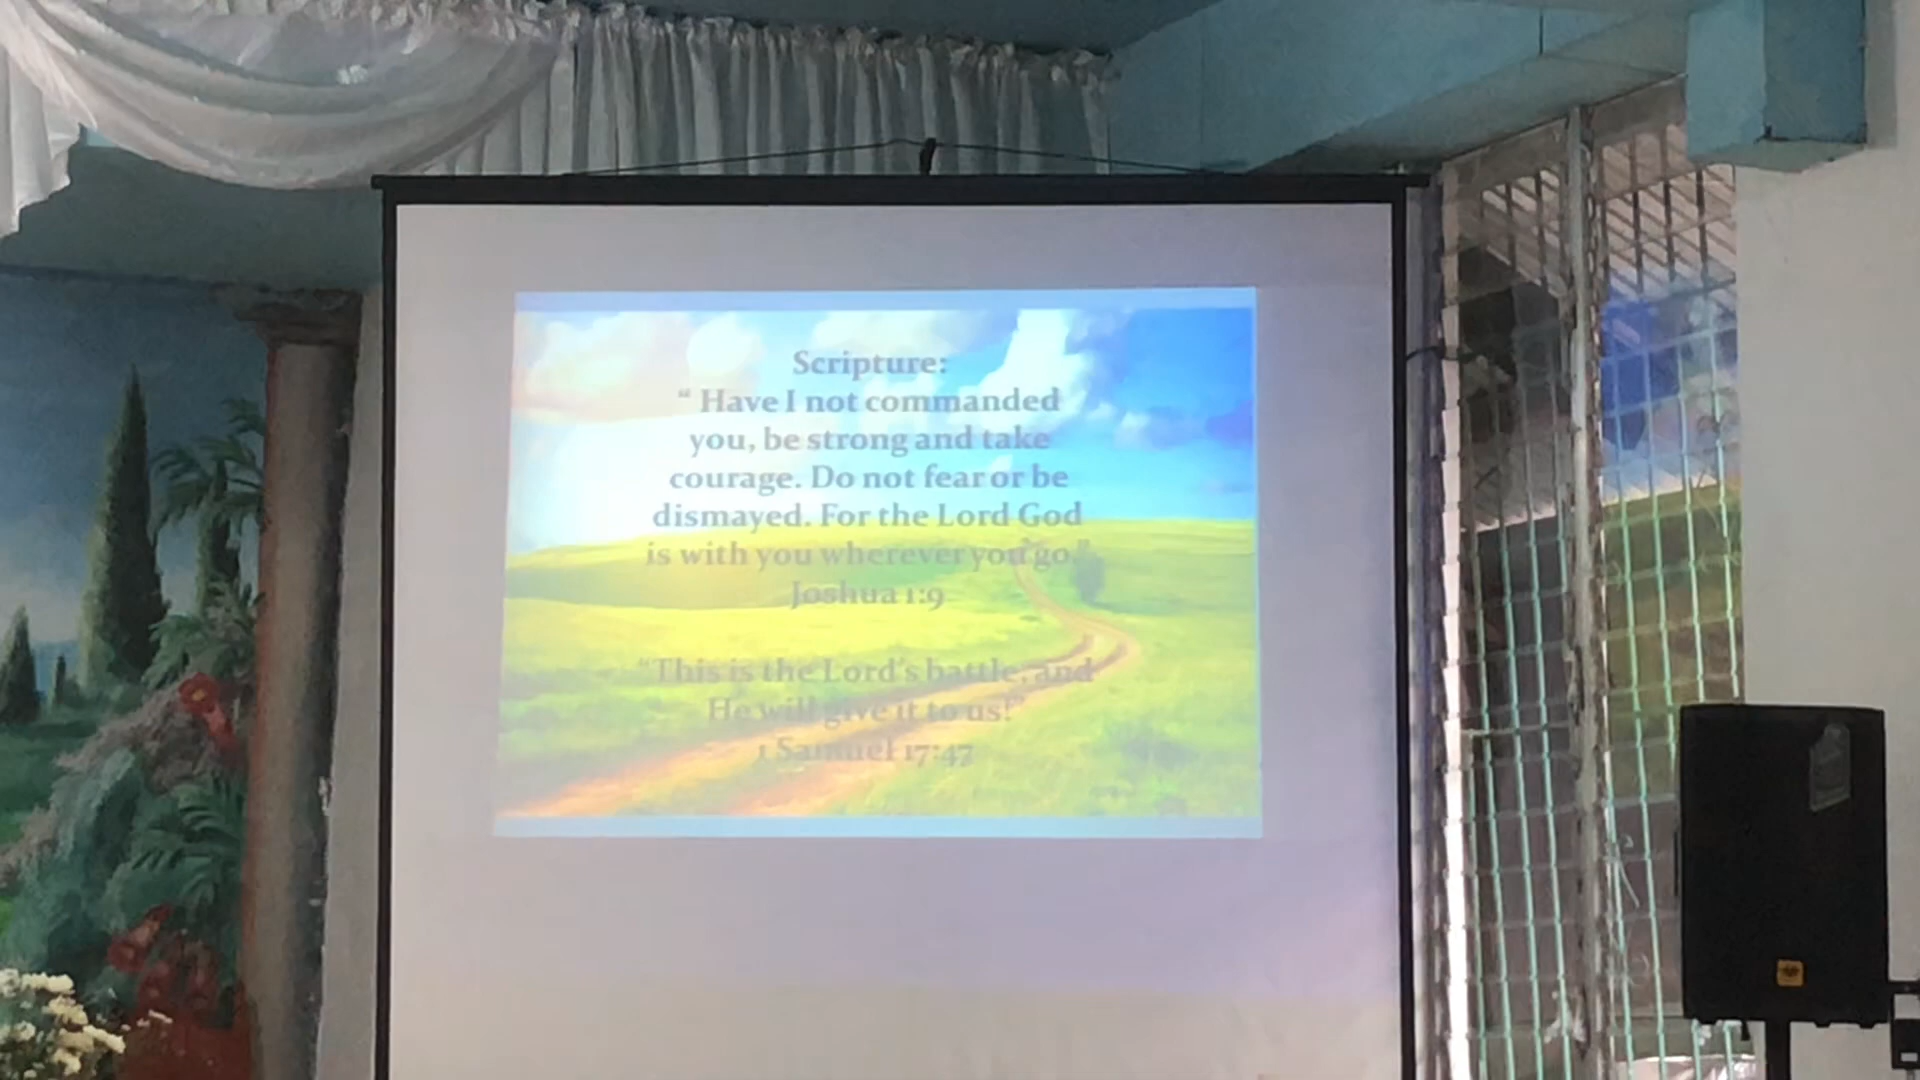 Scripture:
“ Have I not commanded
you, be strong and take
courage. Do not fear or be
dismayed. For the Lord God
is with you wherever you go.”
Joshua 1:9
“This is the Lord's battle, and
He will give it to us!”
1 Samuel 17:47